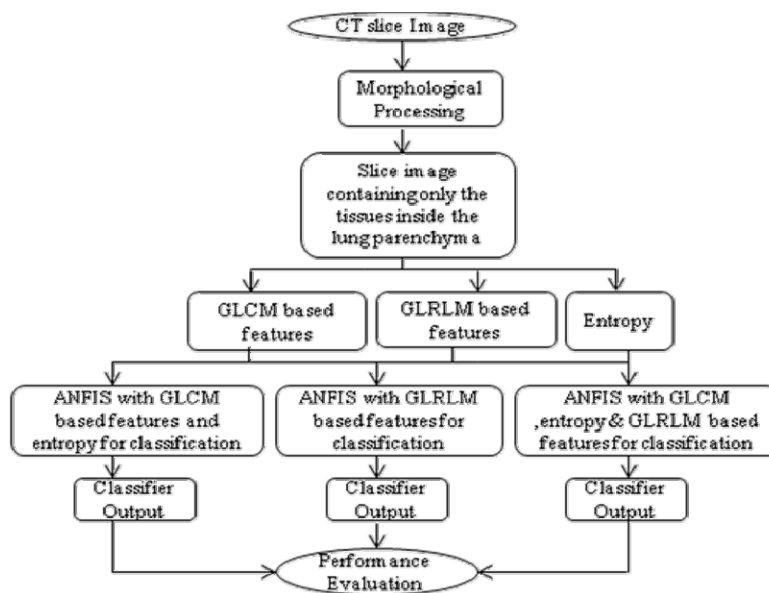 CT slice Image
Morphological
Processing
Slice image
containing only the
tissues inside the
lung parenchyma
GLCM based
features
GLRLM based
features
Entropy
ANFIS with GLCM
based features and
entropy for classification
ANFIS with GLRLM
based features for
classification
ANFIS with GLCM
,entropy & GLRLM based
features for classification
Classifier
Output
Classifier
Output
Classifier
Output
Performance
Evaluation